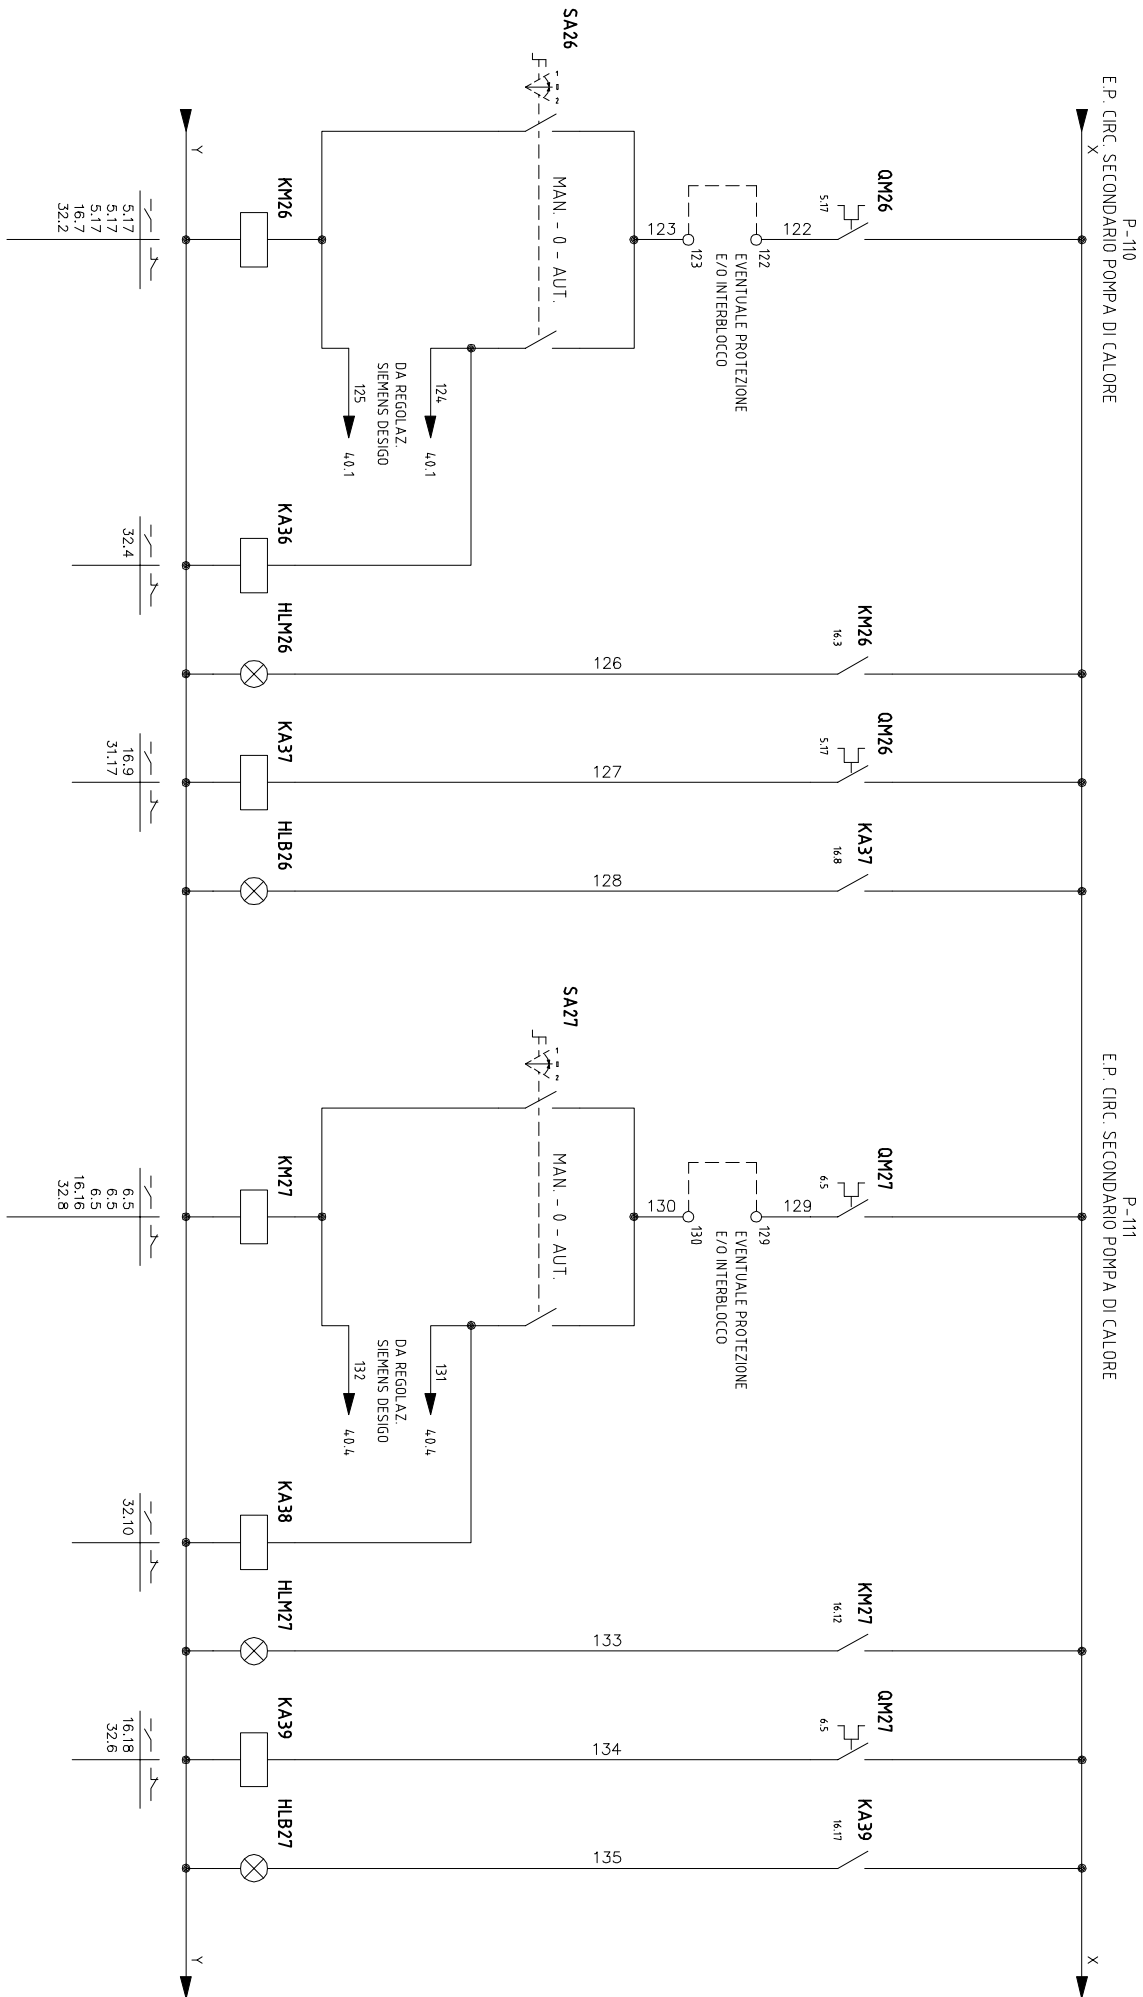 P-110
E.P. CIRC. SECONDARIO POMPA DI CALORE
P-111
E.P. CIRC. SECONDARIO POMPA DI CALORE
X
X
QM26
5.17
122
122
EVENTUALE PROTEZIONE
E/O INTERBLOCCO
123
123
SA26
1
0
2
MAN. - 0 - AUT.
124
40.1
DA REGOLAZ.
SIEMENS DESIGO
125
40.1
KM26
KA36
KM26
16.3
126
HLM26
QM26
5.17
127
KA37
KA37
16.8
128
HLB26
QM27
6.5
129
129
EVENTUALE PROTEZIONE
E/O INTERBLOCCO
130
130
SA27
1
0
2
MAN. - 0 - AUT.
131
40.4
DA REGOLAZ.
SIEMENS DESIGO
132
40.4
KM27
KA38
KM27
16.12
133
HLM27
QM27
6.5
134
KA39
KA39
16.17
135
HLB27
Y
Y
5.17
5.17
5.17
16.7
32.2
32.4
16.9
31.17
6.5
6.5
6.5
16.16
32.8
32.10
16.18
32.6